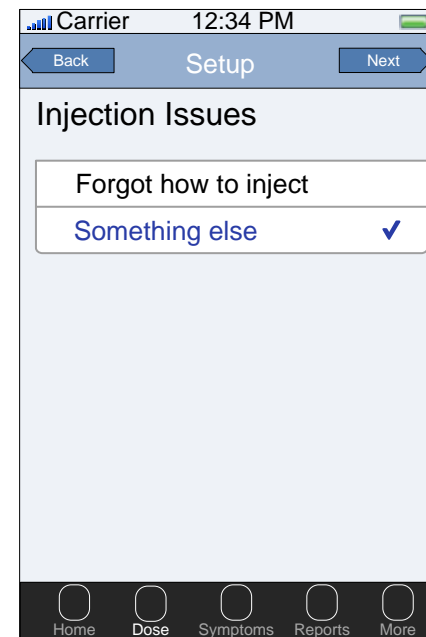 Carrier 12:34 PM
Back Setup Next
Injection Issues
Forgot how to inject
Something else
Home Dose Symptoms Reports More